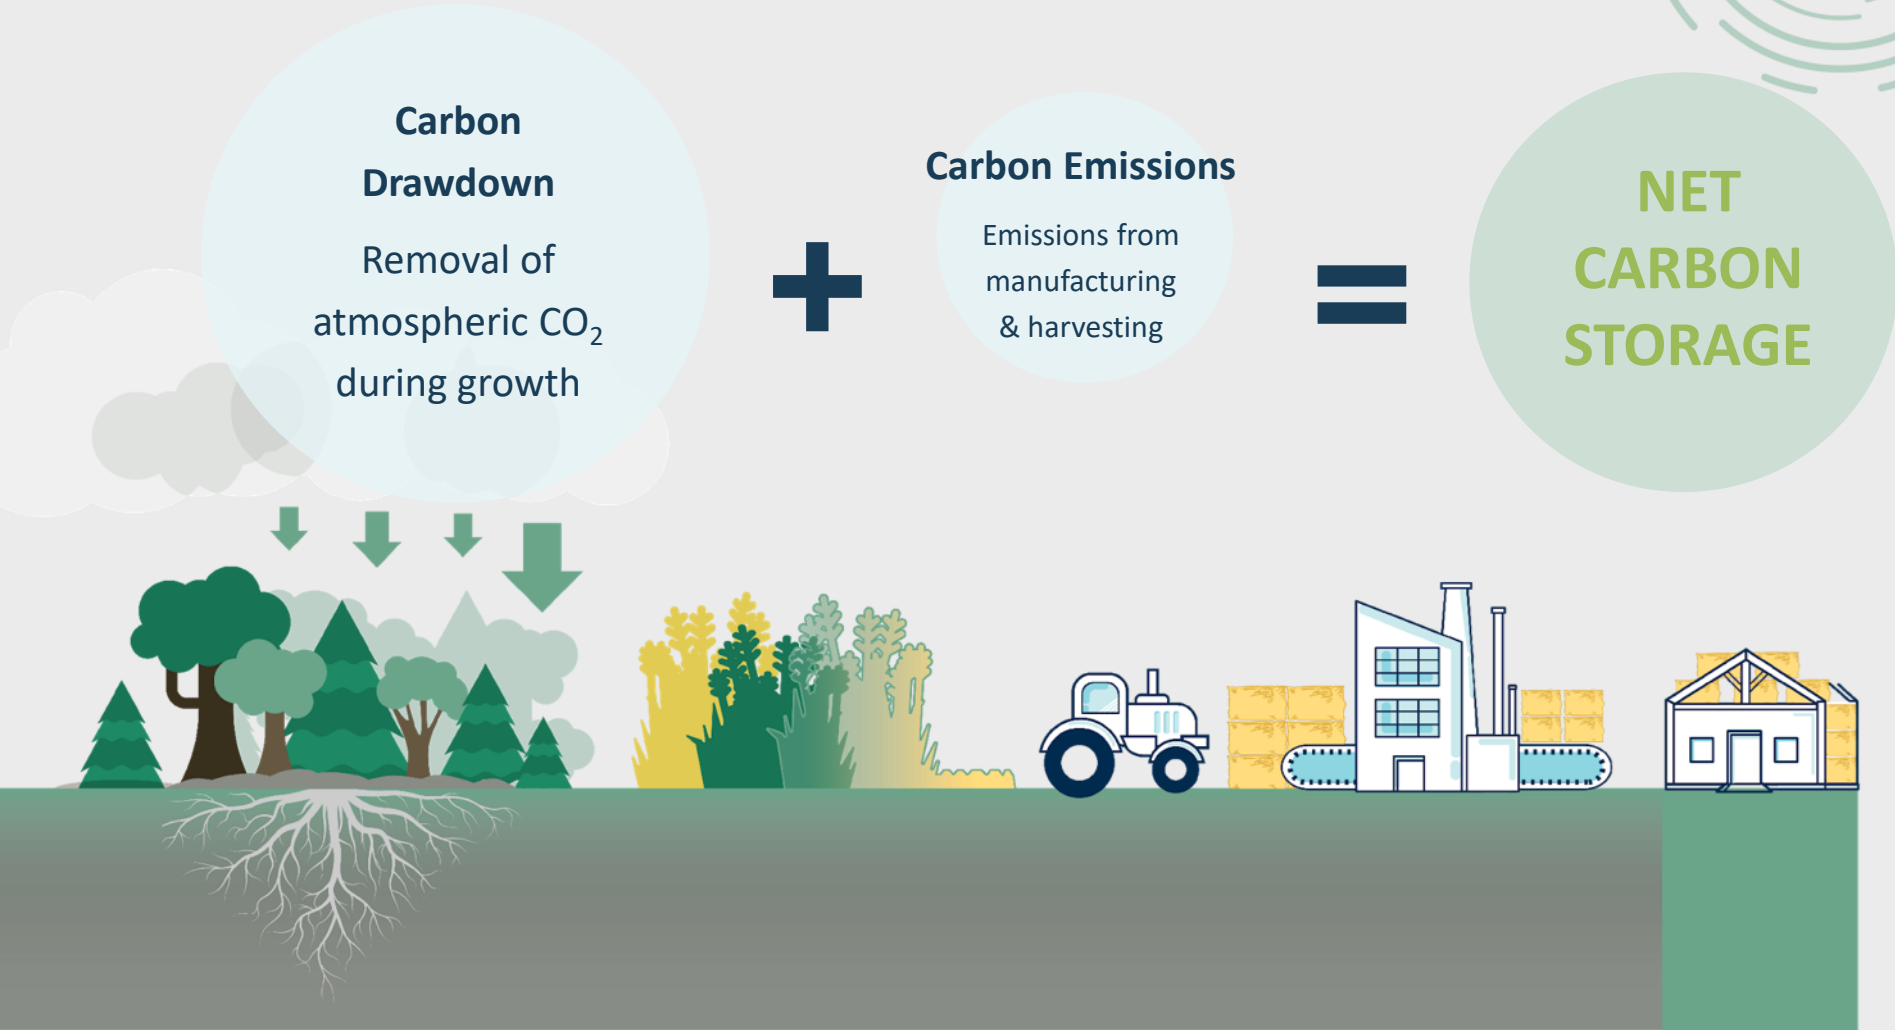 Carbon
Drawdown
Removal of
atmospheric CO₂
during growth
+
Carbon Emissions
Emissions from
manufacturing
& harvesting
=
NET
CARBON
STORAGE